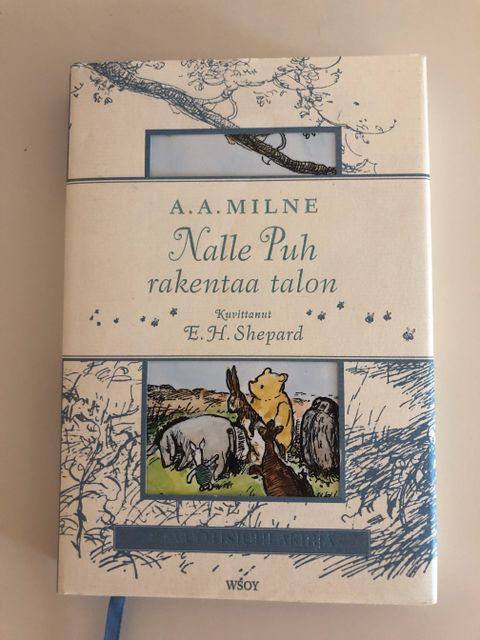 A.A. MILNE
Nalle Puh
rakentaa talon
Kuvittanut
E. H. Shepard
WSOY